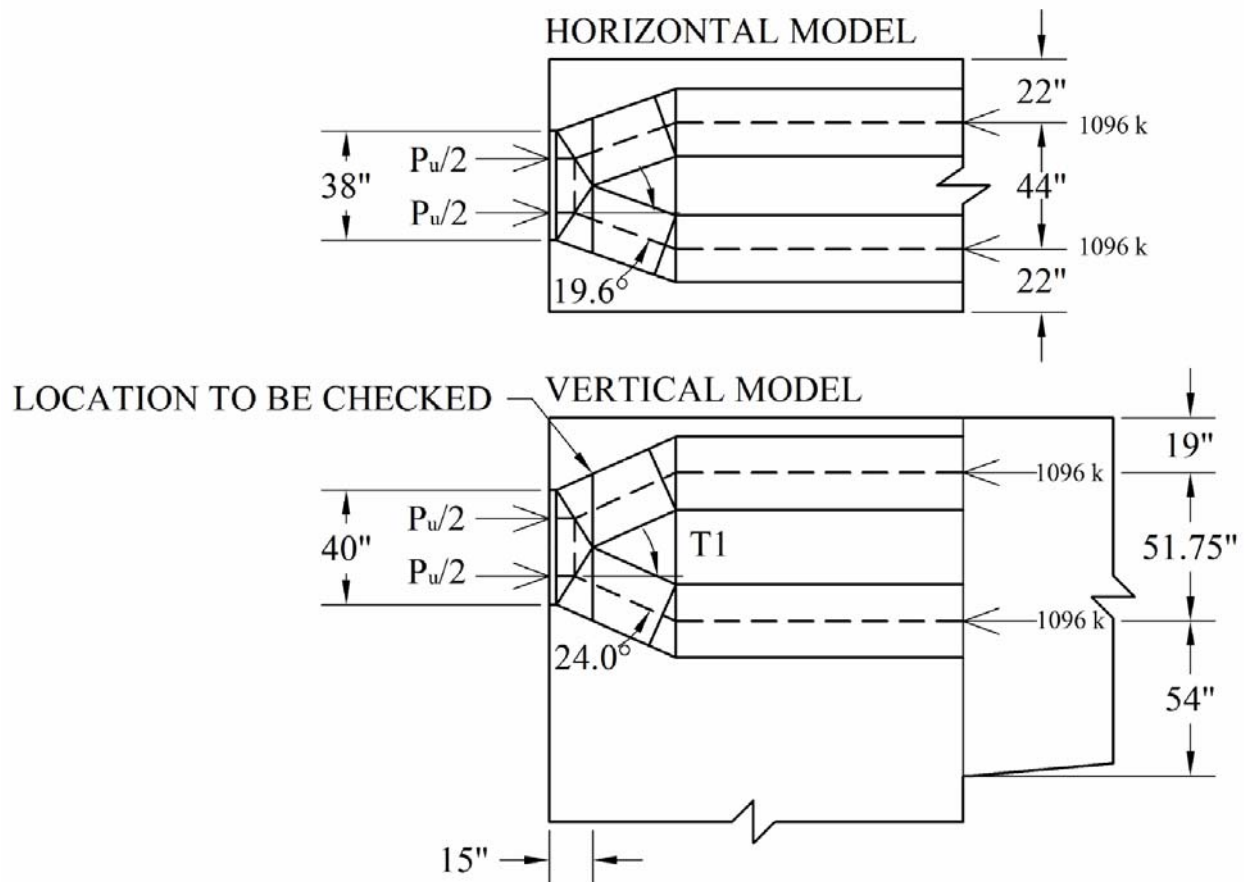 HORIZONTAL MODEL
22"
1096 k
Pu/2
38"
44"
Pu/2
1096 k
19.6°
22"
VERTICAL MODEL
LOCATION TO BE CHECKED
19"
1096 k
Pu/2
40"
T1
51.75"
Pu/2
1096 k
24.0°
54"
15"